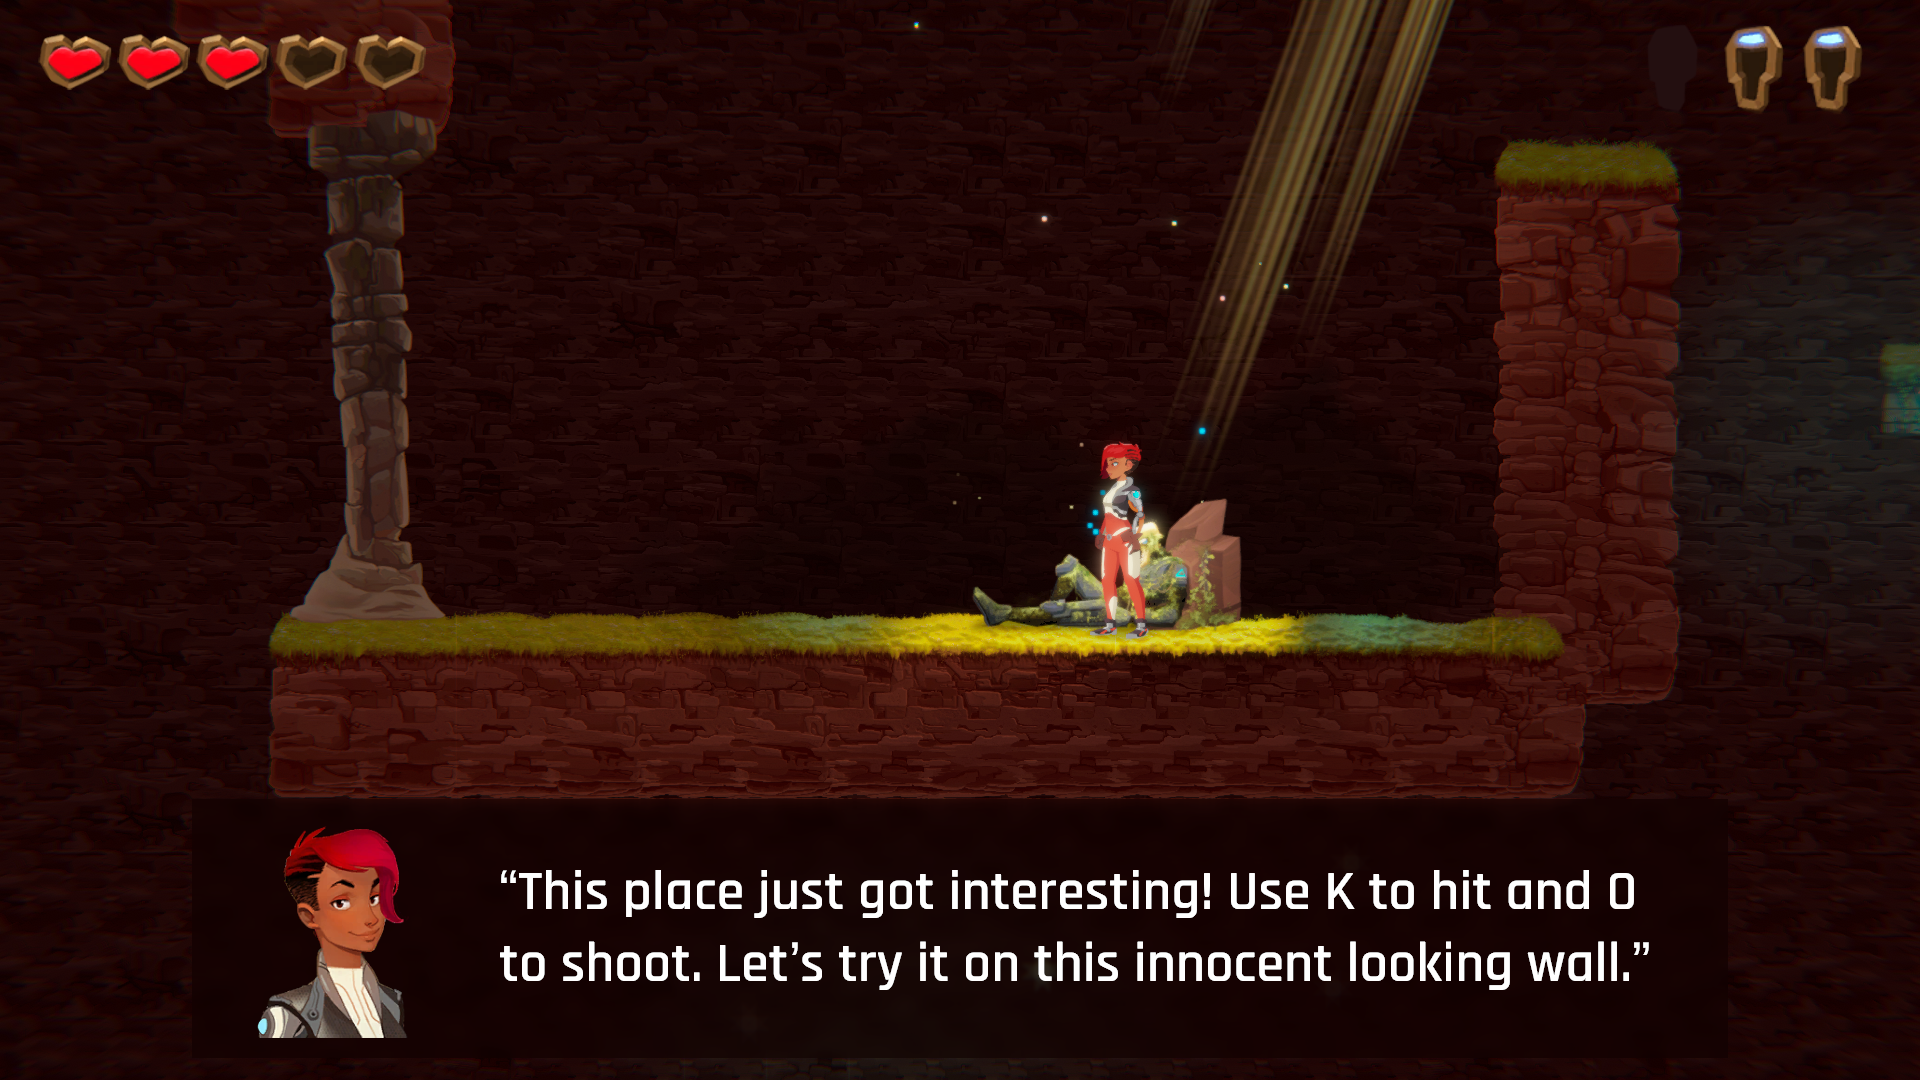 “This place just got interesting! Use K to hit and O
to shoot. Let’s try it on this innocent looking wall.”